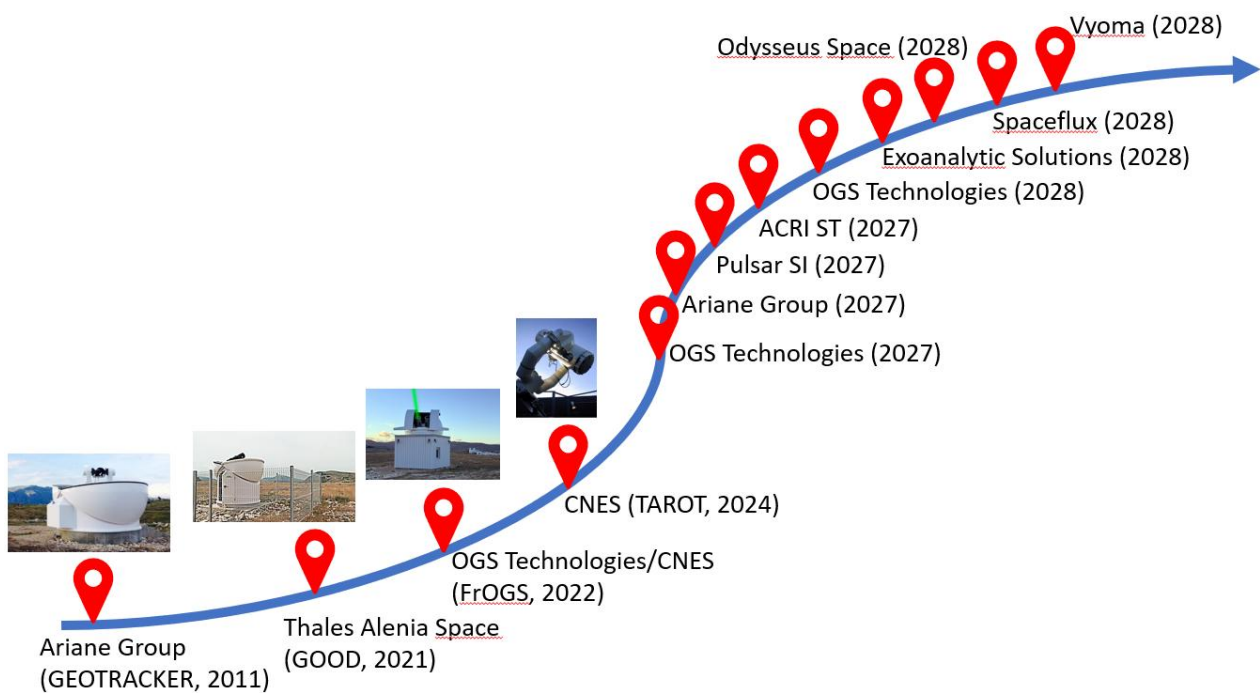 Vyoma (2028)
Odysseus Space (2028)
Spaceflux (2028)
Exoanalytic Solutions (2028)
OGS Technologies (2028)
ACRI ST (2027)
Pulsar SI (2027)
Ariane Group (2027)
OGS Technologies (2027)
CNES (TAROT, 2024)
OGS Technologies/CNES
(FrOGS, 2022)
Thales Alenia Space
(GOOD, 2021)
Ariane Group
(GEOTRACKER, 2011)